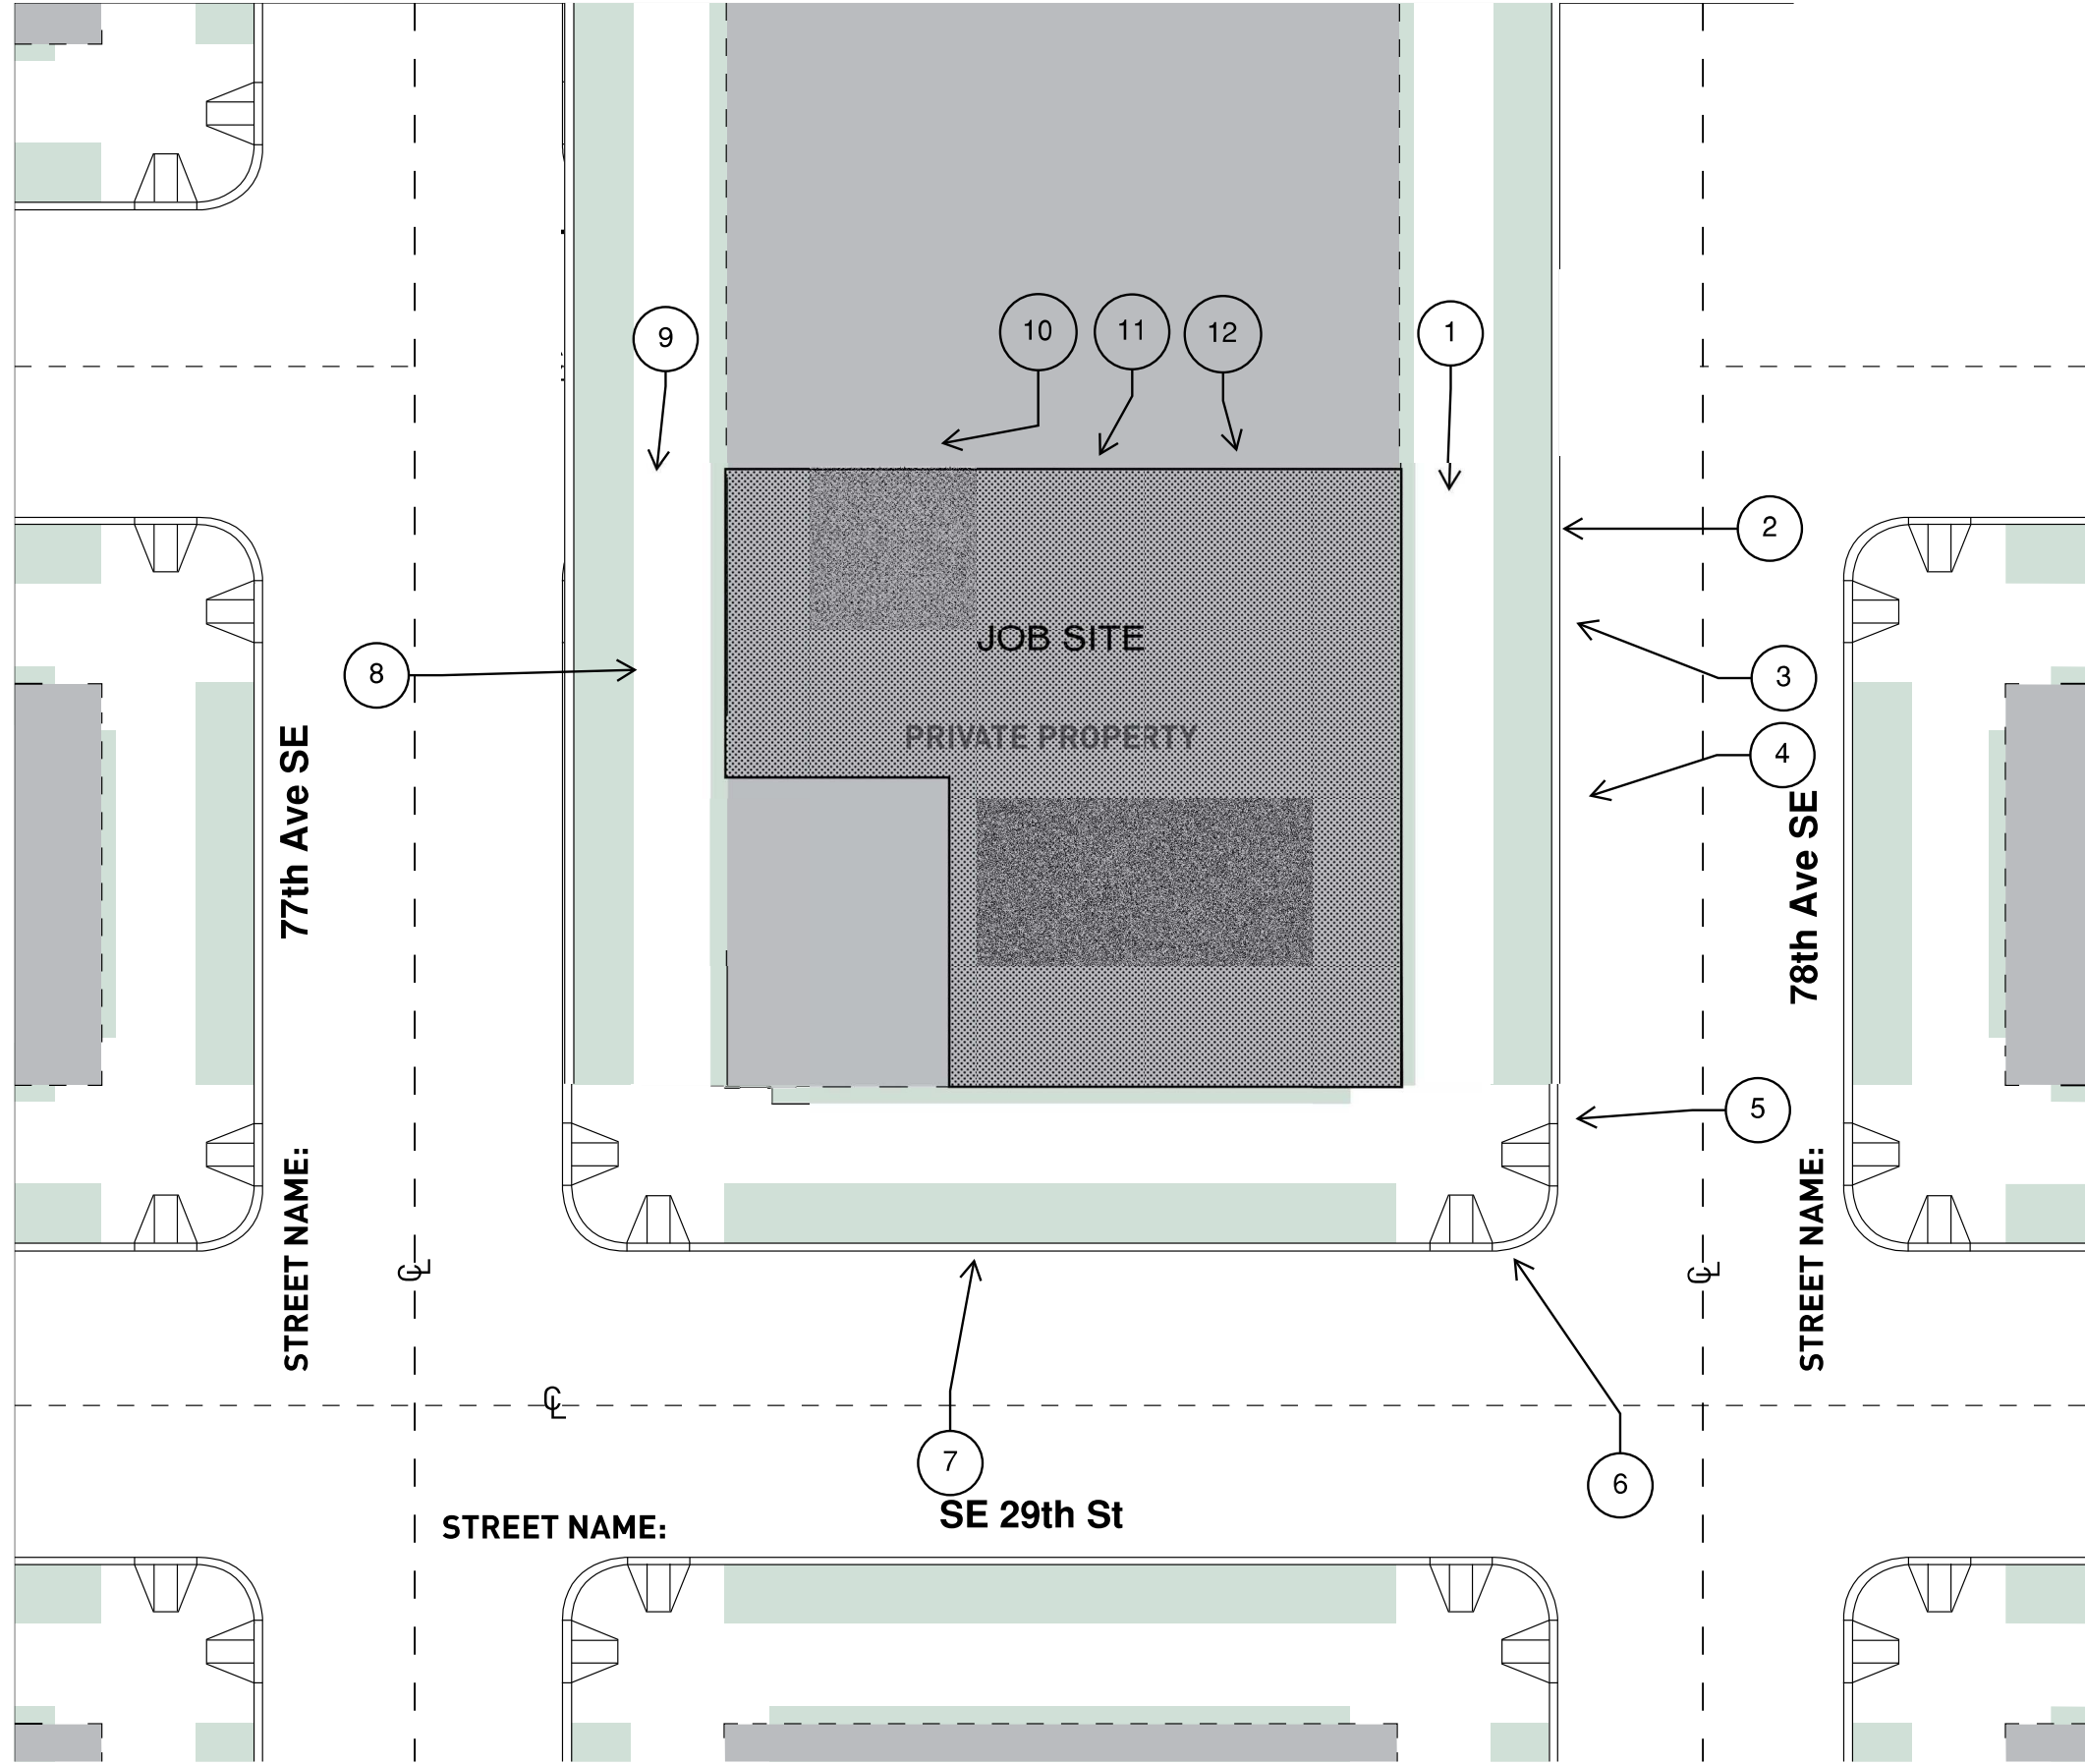 10
11
12
1
9
2
JOB SITE
8
3
PRIVATE PROPERTY
4
77th Ave SE
78th Ave SE
5
STREET NAME:
STREET NAME:
CL
CL
CL
7
6
SE 29th St
STREET NAME: